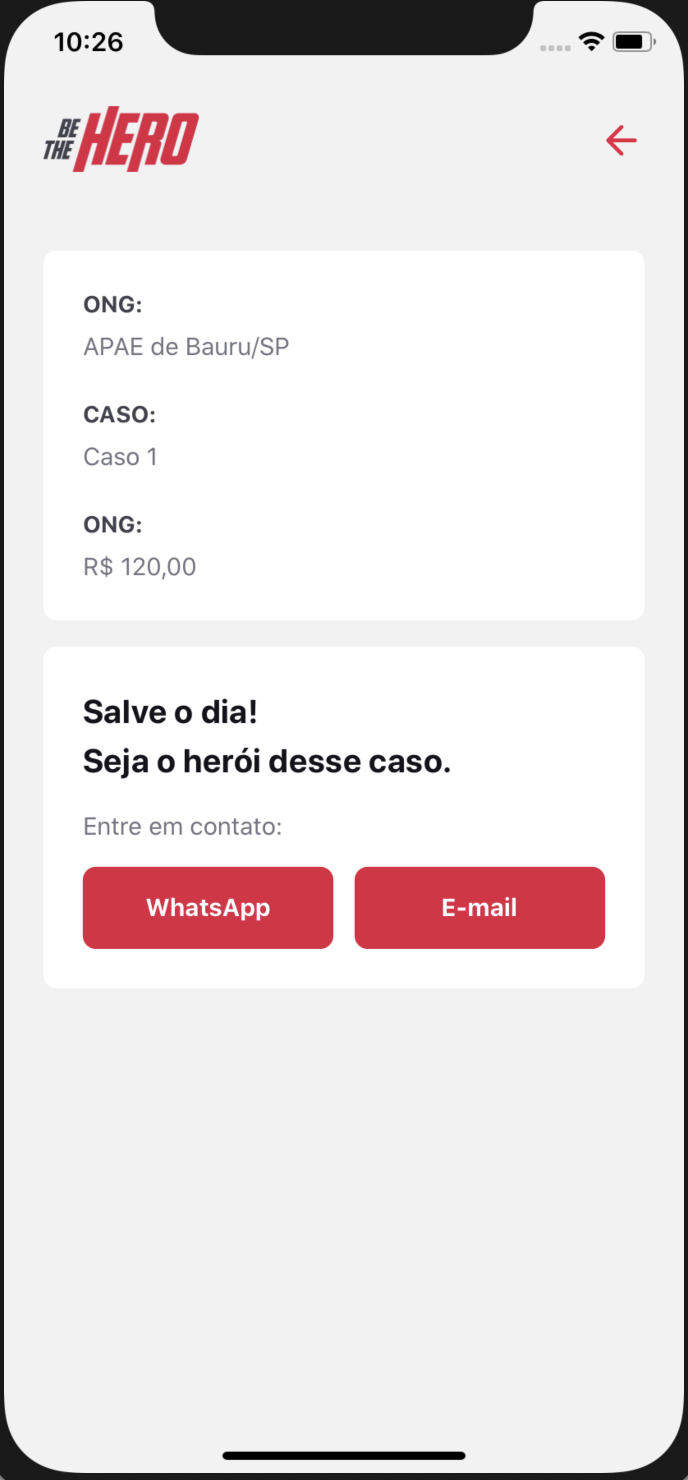 10:26
BE
THE HERO
ONG:
APAE de Bauru/SP
CASO:
Caso 1
ONG:
R$ 120,00
Salve o dia!
Seja o herói desse caso.
Entre em contato:
WhatsApp
E-mail